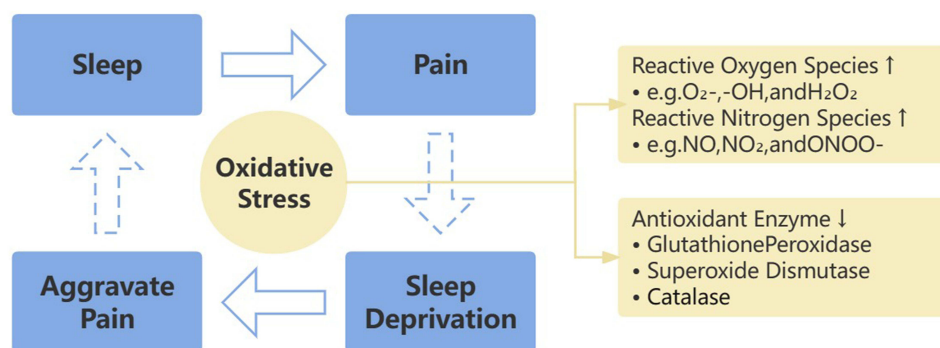 Sleep
Pain
Oxidative
Stress
Aggravate
Pain
Sleep
Deprivation
Reactive Oxygen Species ↑
• e.g.O₂-,-OH,andH₂O₂
Reactive Nitrogen Species ↑
• e.g.NO,NO₂,andONOO-
Antioxidant Enzyme ↓
• GlutathionePeroxidase
• Superoxide Dismutase
• Catalase